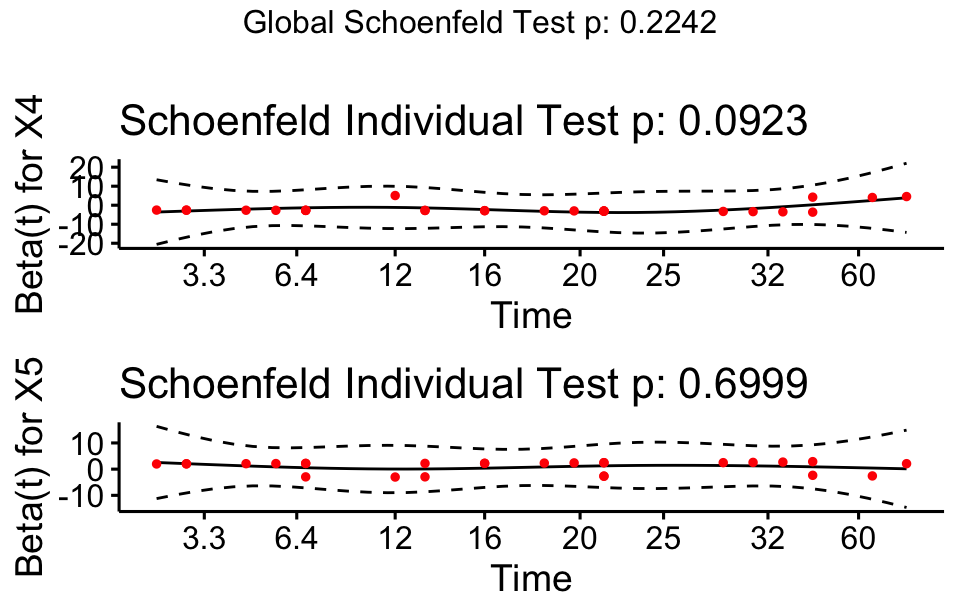 Global Schoenfeld Test p: 0.2242
Schoenfeld Individual Test p: 0.0923
Beta(t) for X4
20
10
0
-10
-20
3.3 6.4 12 16 20 25 32 60
Time
Schoenfeld Individual Test p: 0.6999
Beta(t) for X5
10
0
-10
3.3 6.4 12 16 20 25 32 60
Time